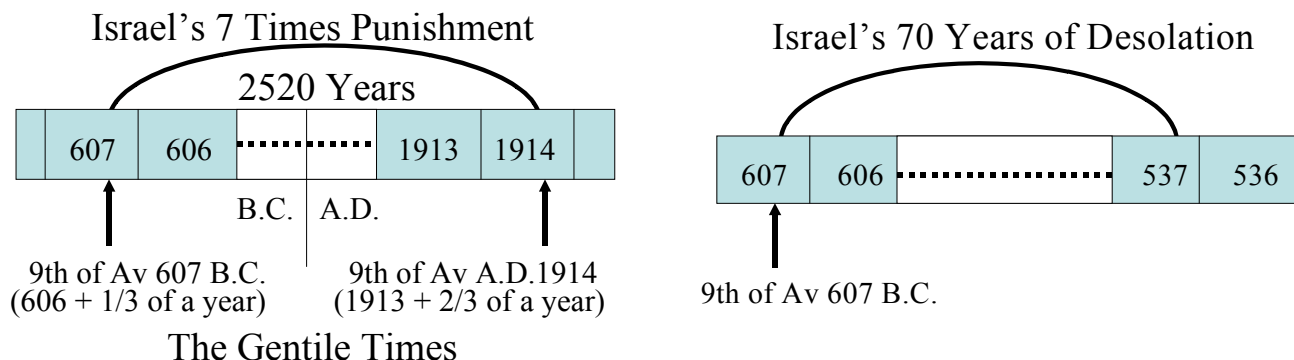 Israel's 7 Times Punishment
2520 Years
607 606 1913 1914
B.C. A.D.
9th of Av 607 B.C.
(606 + 1/3 of a year)
9th of Av A.D.1914
(1913 + 2/3 of a year)
The Gentile Times
Israel's 70 Years of Desolation
607 606 537 536
9th of Av 607 B.C.